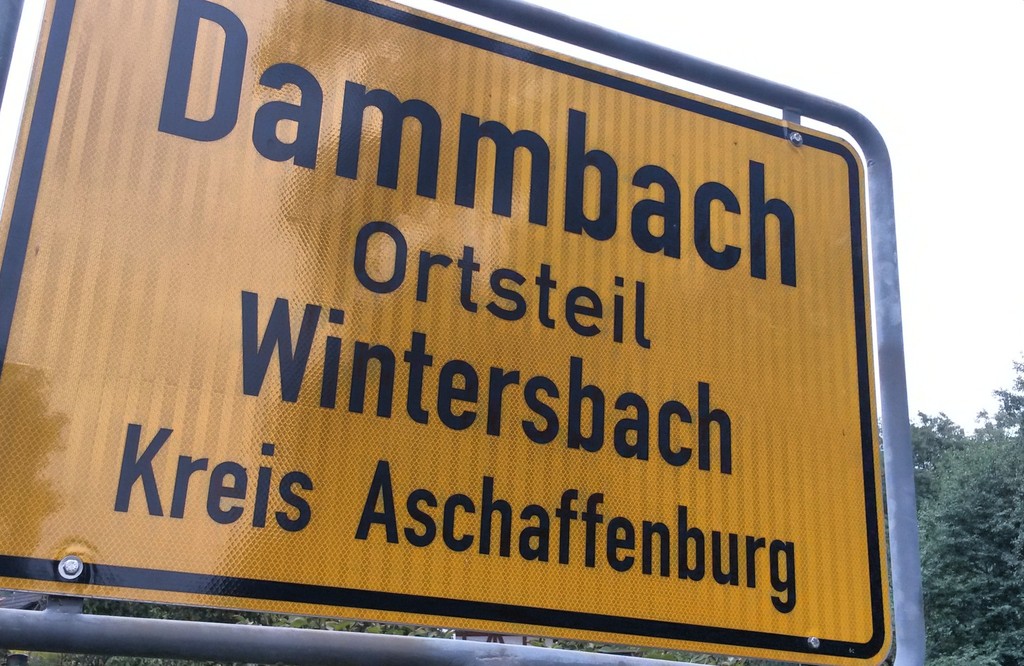 Dammbach
Ortsteil
Wintersbach
Kreis Aschaffenburg